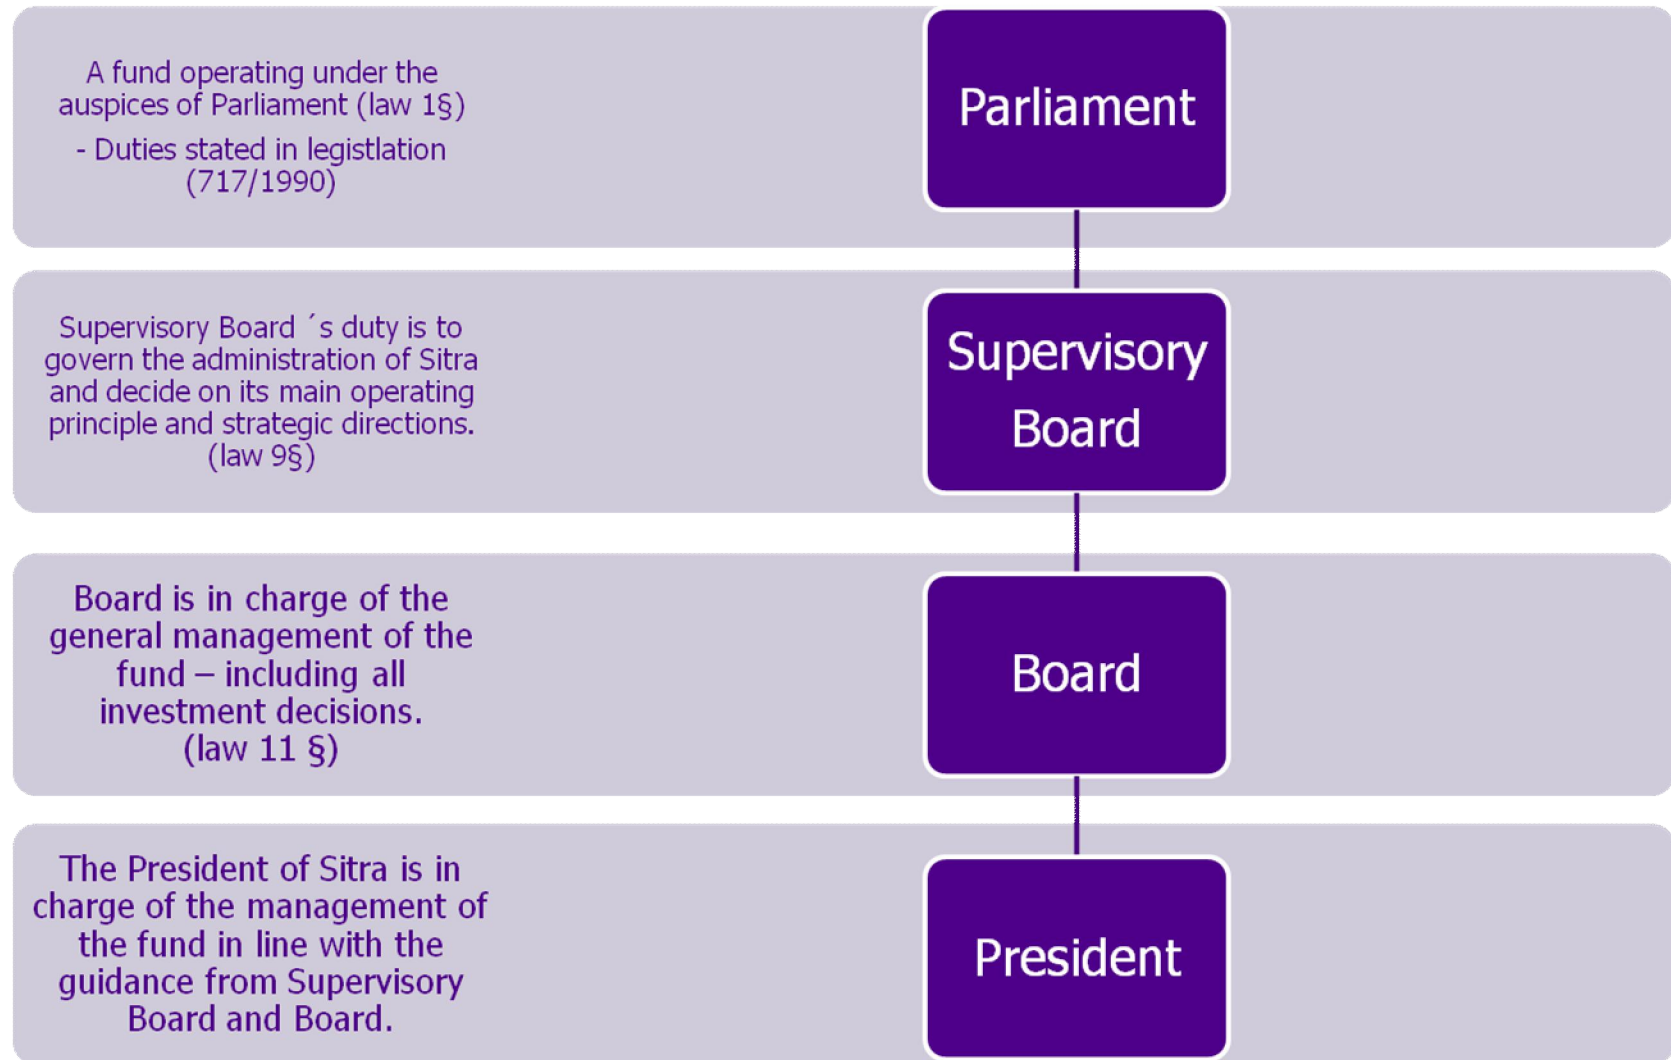 A fund operating under the
auspices of Parliament (law 1§)
- Duties stated in legistlation
(717/1990)
Parliament
Supervisory Board ´s duty is to
govern the administration of Sitra
and decide on its main operating
principle and strategic directions.
(law 9§)
Supervisory
Board
Board is in charge of the
general management of the
fund – including all
investment decisions.
(law 11 §)
Board
The President of Sitra is in
charge of the management of
the fund in line with the
guidance from Supervisory
Board and Board.
President